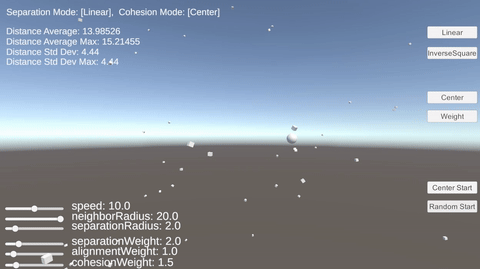 Separation Mode: [Linear],  Cohesion Mode: [Center]
Distance Average: 13.98526
Distance Average Max: 15.21455
Distance Std Dev: 4.44
Distance Std Dev Max: 4.44
Linear
InverseSquare
Center
Weight
Center Start
Random Start
speed: 10.0
neighborRadius: 20.0
separationRadius: 2.0
separationWeight: 2.0
alignmentWeight: 1.0
cohesionWeight: 1.5